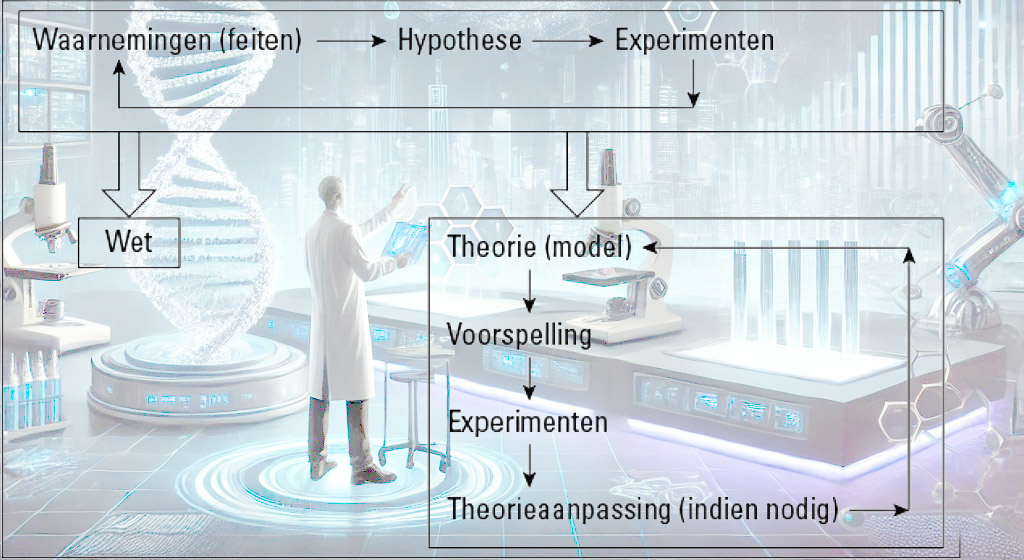 Waarnemingen (feiten) Hypothese Experimenten
Wet
Theorie (model)
Voorspelling
Experimenten
Theorieaanpassing (indien nodig)